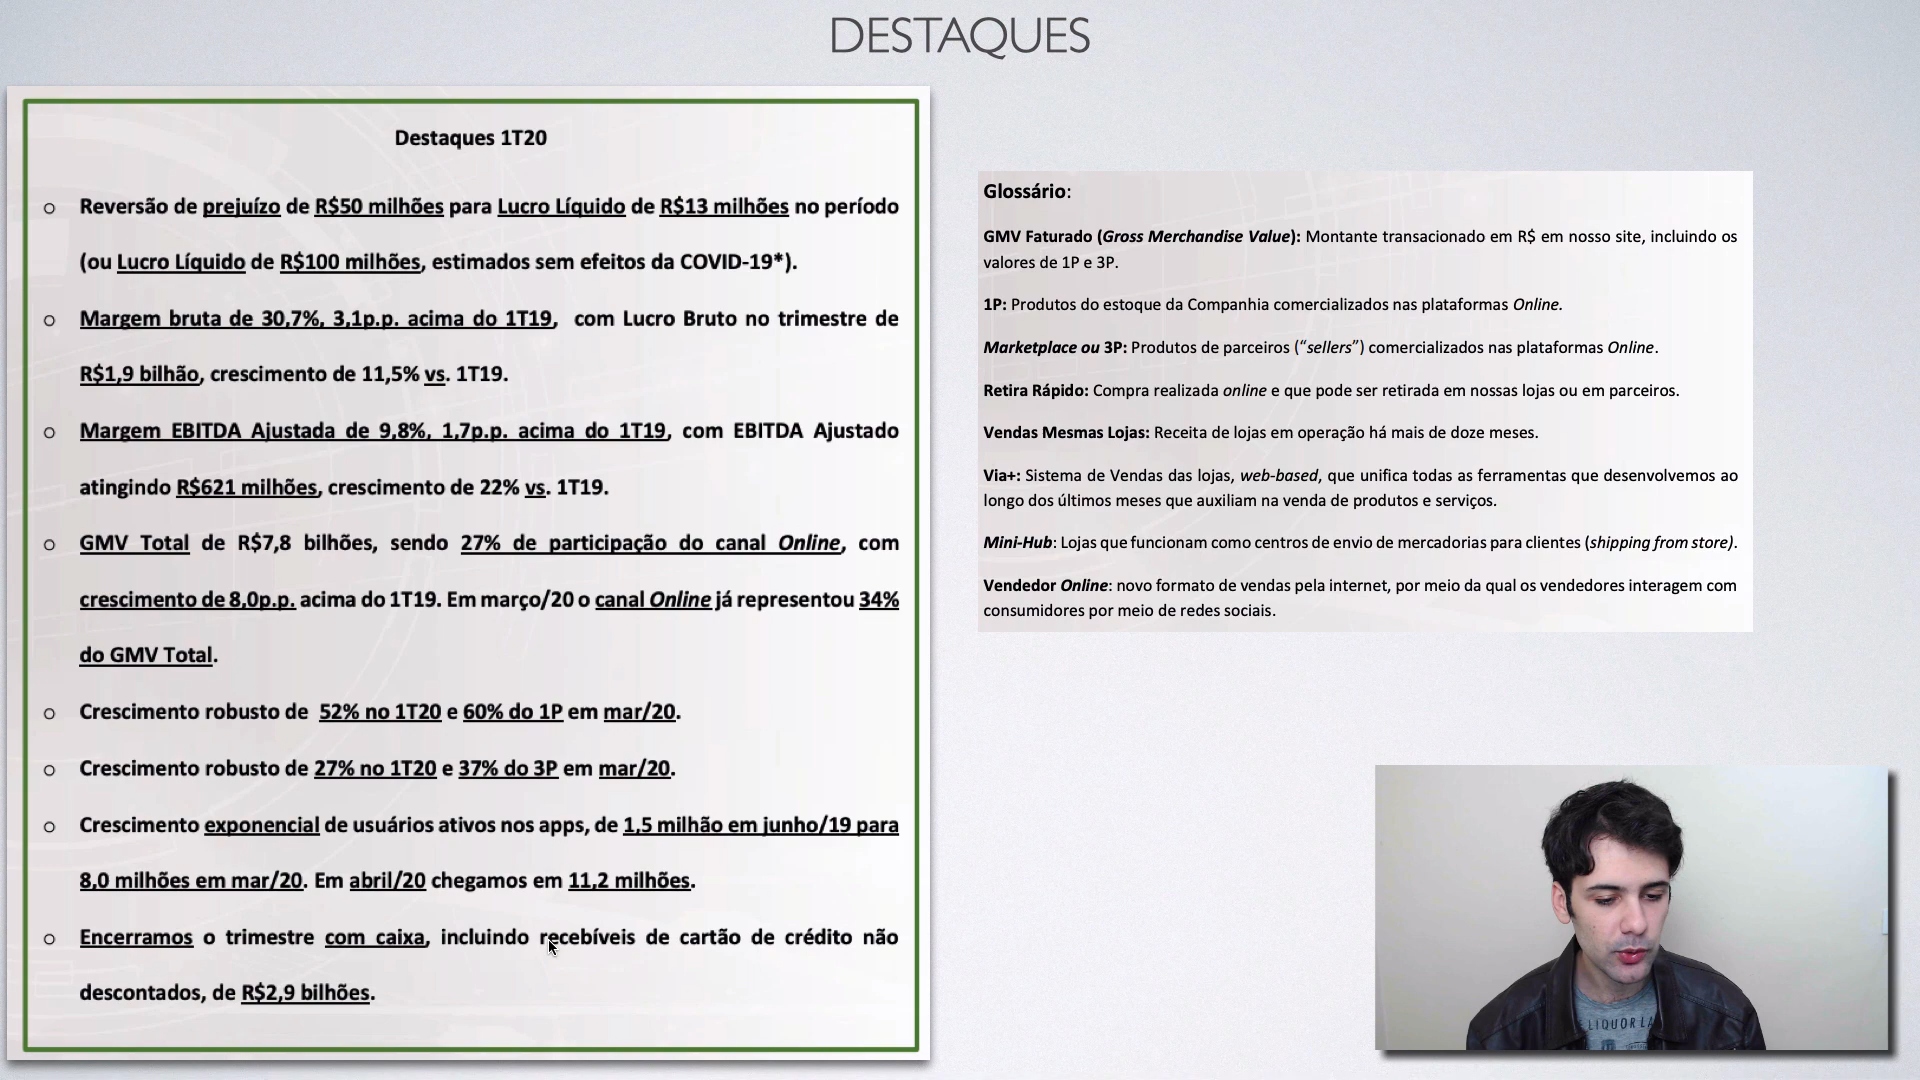 DESTAQUES
Destaques 1T20
o Reversão de prejuízo de R$50 milhões para Lucro Líquido de R$13 milhões no período
(ou Lucro Líquido de R$100 milhões, estimados sem efeitos da COVID-19*).
o Margem bruta de 30,7%, 3,1p.p. acima do 1T19, com Lucro Bruto no trimestre de
R$1,9 bilhão, crescimento de 11,5% vs. 1T19.
o Margem EBITDA Ajustada de 9,8%, 1,7p.p. acima do 1T19, com EBITDA Ajustado
atingindo R$621 milhões, crescimento de 22% vs. 1T19.
o GMV Total de R$7,8 bilhões, sendo 27% de participação do canal Online, com
crescimento de 8,0p.p. acima do 1T19. Em março/20 o canal Online já representou 34%
do GMV Total.
o Crescimento robusto de 52% no 1T20 e 60% do 1P em mar/20.
o Crescimento robusto de 27% no 1T20 e 37% do 3P em mar/20.
o Crescimento exponencial de usuários ativos nos apps, de 1,5 milhão em junho/19 para
8,0 milhões em mar/20. Em abril/20 chegamos em 11,2 milhões.
o Encerramos o trimestre com caixa, incluindo recebíveis de cartão de crédito não
descontados, de R$2,9 bilhões.
Glossário:
GMV Faturado (Gross Merchandise Value): Montante transacionado em R$ em nosso site, incluindo os
valores de 1P e 3P.
1P: Produtos do estoque da Companhia comercializados nas plataformas Online.
Marketplace ou 3P: Produtos de parceiros (“sellers”) comercializados nas plataformas Online.
Retira Rápido: Compra realizada online e que pode ser retirada em nossas lojas ou em parceiros.
Vendas Mesmas Lojas: Receita de lojas em operação há mais de doze meses.
Via+: Sistema de Vendas das lojas, web-based, que unifica todas as ferramentas que desenvolvemos ao
longo dos últimos meses que auxiliam na venda de produtos e serviços.
Mini-Hub: Lojas que funcionam como centros de envio de mercadorias para clientes (shipping from store).
Vendedor Online: novo formato de vendas pela internet, por meio da qual os vendedores interagem com
consumidores por meio de redes sociais.
LIQUOR LA